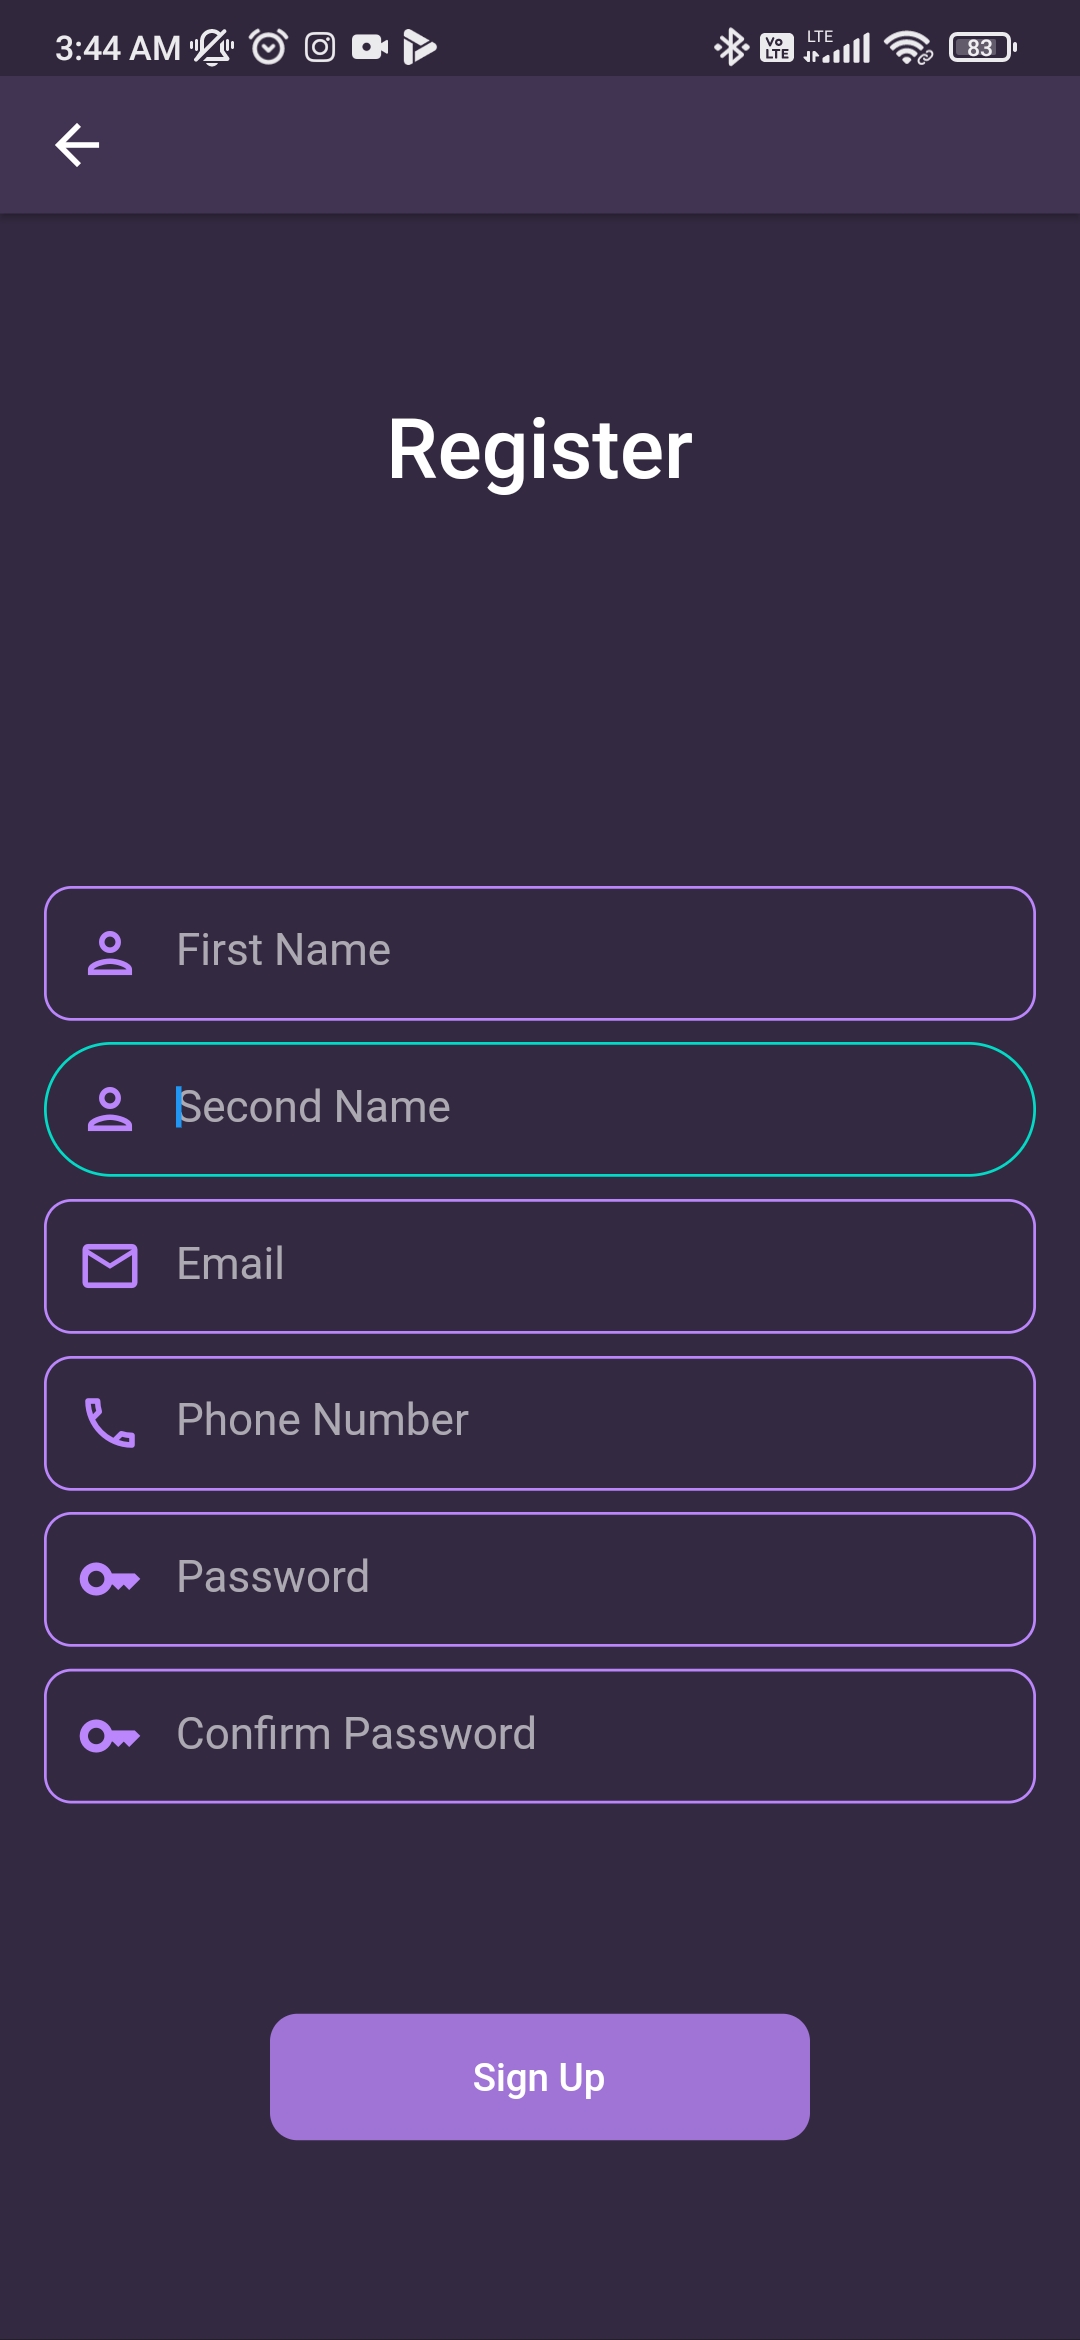 3:44 AM Vo LTE LTE 83
Register
First Name
Second Name
Email
Phone Number
Password
Confirm Password
Sign Up